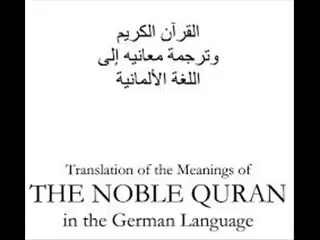 القرآن الكريم
وترجمة معانيه إلى
اللغة الألمانية
Translation of the Meanings of
THE NOBLE QURAN
in the German Language